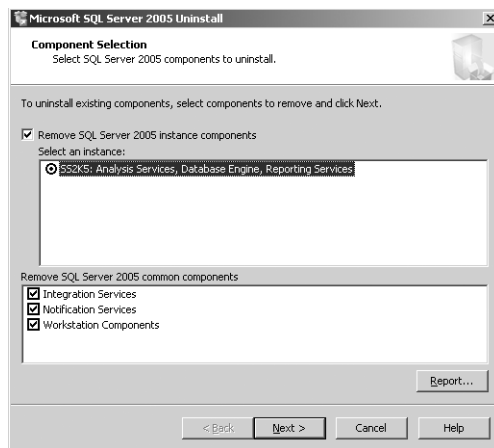 Microsoft SQL Server 2005 Uninstall
Component Selection
Select SQL Server 2005 components to uninstall.
To uninstall existing components, select components to remove and click Next.
Remove SQL Server 2005 instance components
Select an instance:
SS2K5: Analysis Services, Database Engine, Reporting Services
Remove SQL Server 2005 common components
Integration Services
Notification Services
Workstation Components
Report...
< Back Next > Cancel Help